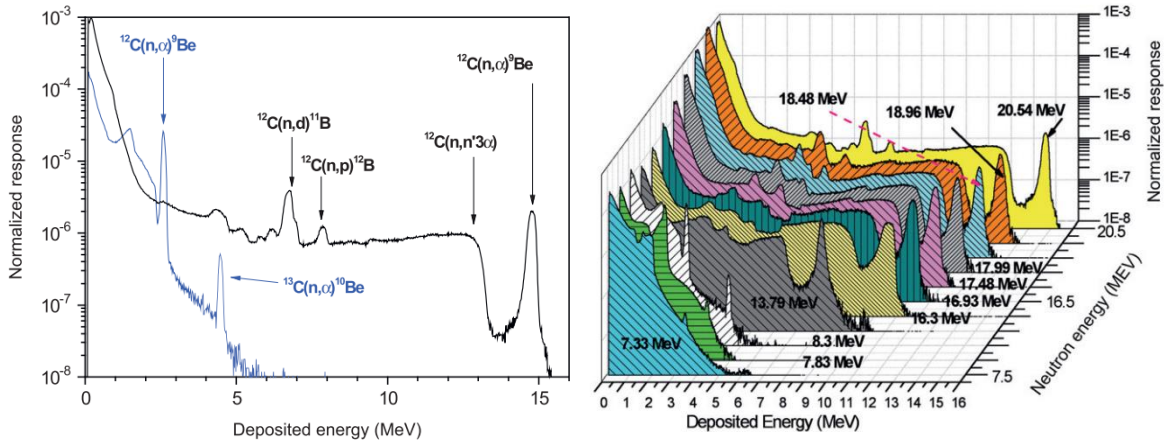 10⁻³
10⁻⁴
10⁻⁵
10⁻⁶
10⁻⁷
10⁻⁸
Normalized response
¹²C(n,α)⁹Be
¹²C(n,α)⁹Be
¹²C(n,d)¹¹B
¹²C(n,n'3α)
¹²C(n,p)¹²B
¹³C(n,α)¹⁰Be
0 5 10 15
Deposited energy (MeV)
1E-3
1E-4
1E-5
1E-6
1E-7
1E-8
Normalized response
18.48 MeV
18.96 MeV
20.54 MeV
20.5
17.99 MeV
17.48 MeV
16.93 MeV
16.5
16.3 MeV
13.79 MeV
8.3 MeV
7.83 MeV
7.33 MeV
7.5
Neutron energy (MEV)
0 1 2 3 4 5 6 7 8 9 10 11 12 13 14 15 16
Deposited Energy (MeV)